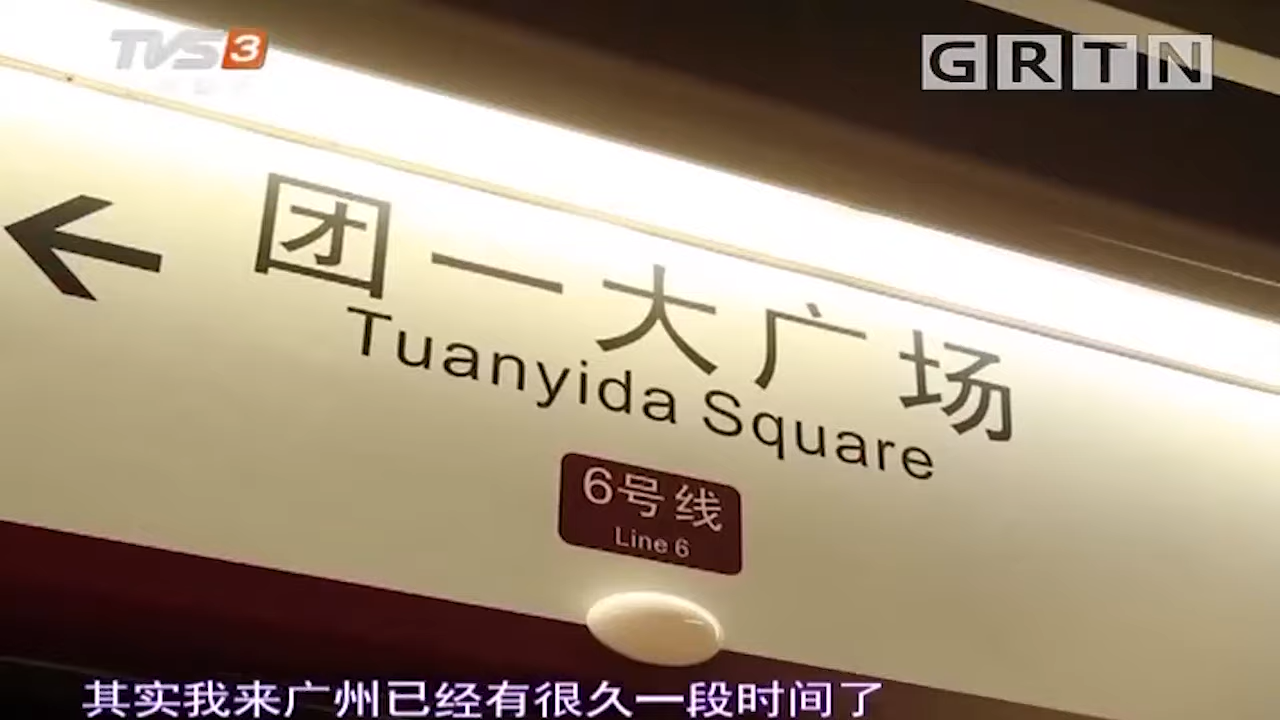 TVS3
GRTN
团一大广场
Tuanyida Square
6号线
Line 6
其实我来广州已经有很久一段时间了